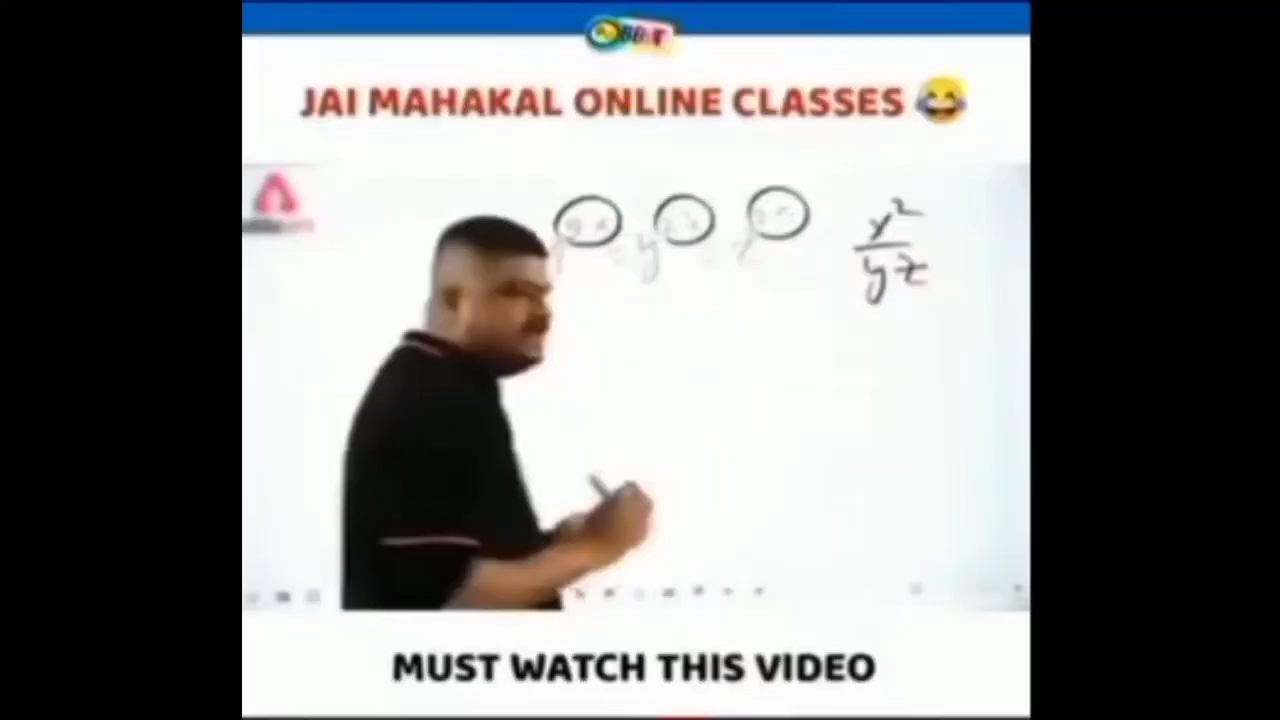 JAI MAHAKAL ONLINE CLASSES 😂
x²
yz
MUST WATCH THIS VIDEO